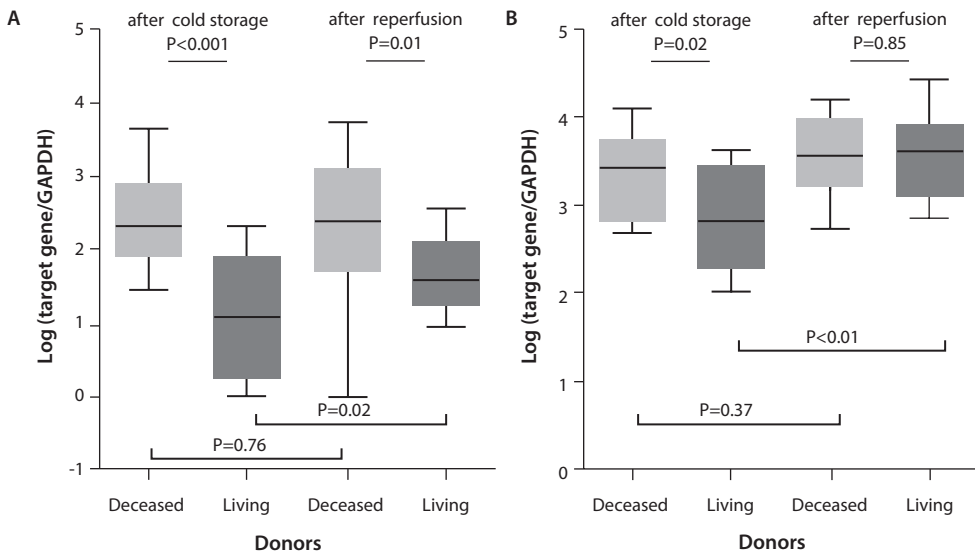 A
after cold storage
after reperfusion
P<0.001
P=0.01
5
4
3
2
1
0
-1
Log (target gene/GAPDH)
P=0.02
P=0.76
Deceased
Living
Deceased
Living
Donors
B
after cold storage
after reperfusion
P=0.02
P=0.85
5
4
3
2
1
0
Log (target gene/GAPDH)
P<0.01
P=0.37
Deceased
Living
Deceased
Living
Donors